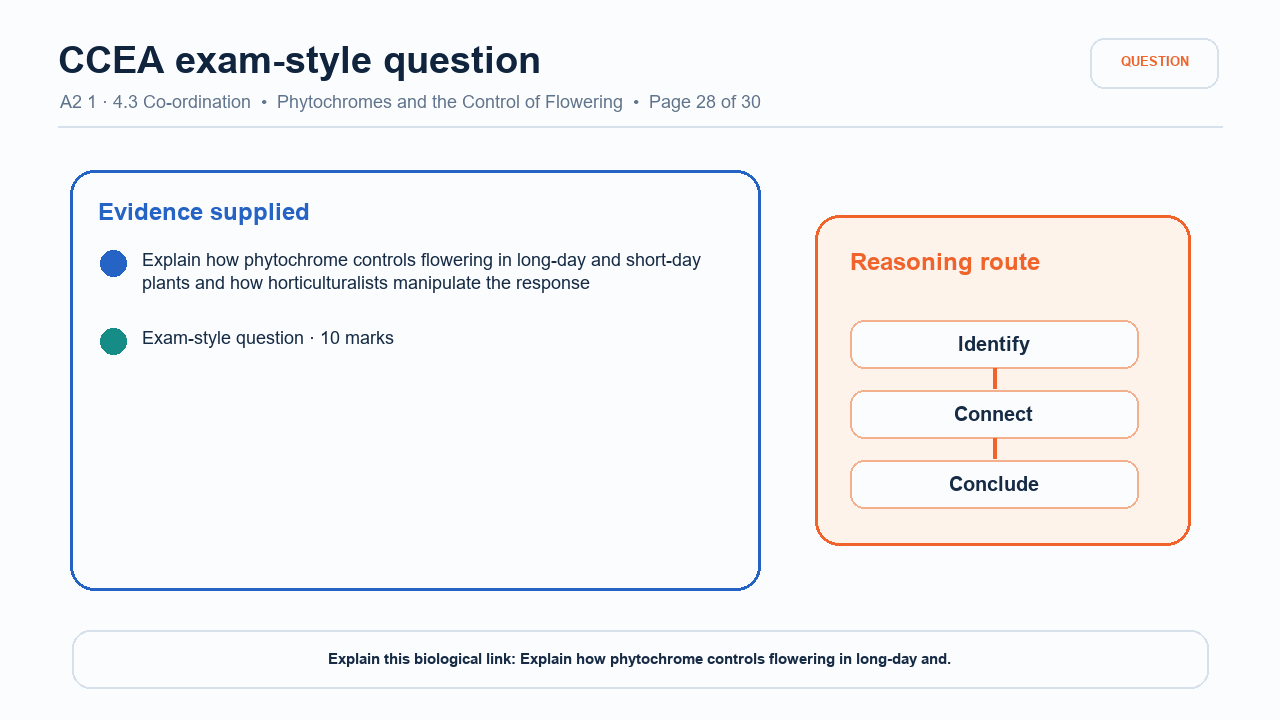 CCEA exam-style question
QUESTION
A2 1 · 4.3 Co-ordination • Phytochromes and the Control of Flowering • Page 28 of 30
Evidence supplied
Explain how phytochrome controls flowering in long-day and short-day
plants and how horticulturalists manipulate the response
Exam-style question · 10 marks
Reasoning route
Identify
Connect
Conclude
Explain this biological link: Explain how phytochrome controls flowering in long-day and.